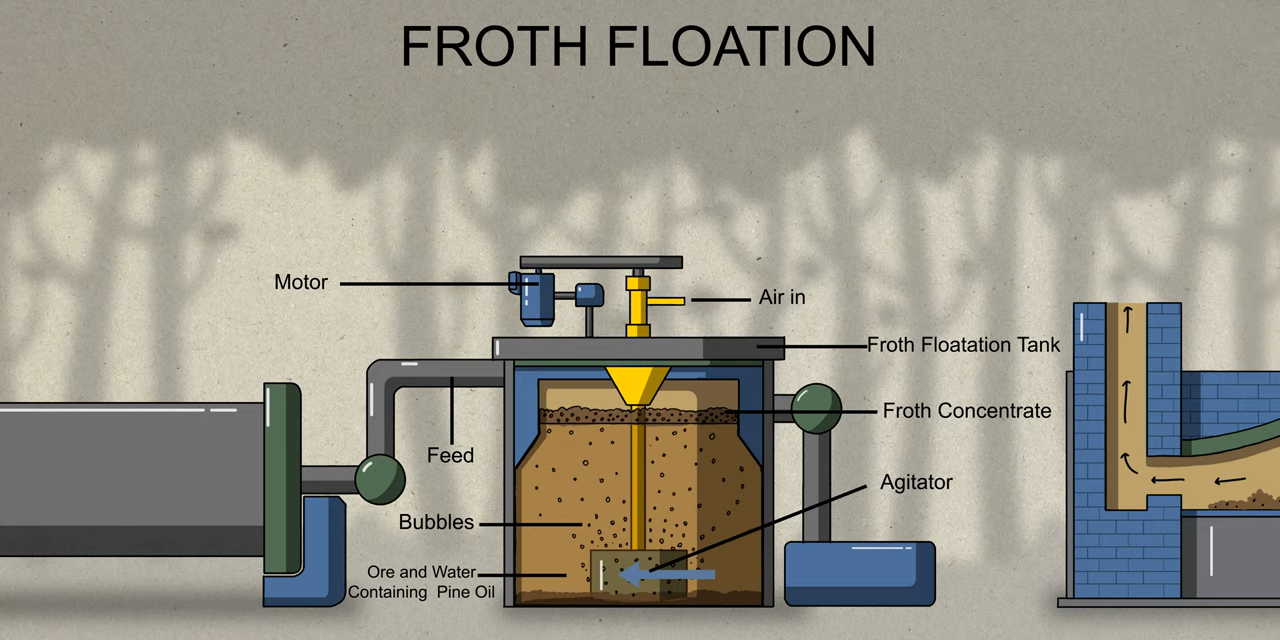 FROTH FLOATION
Motor
Air in
Froth Floatation Tank
Froth Concentrate
Feed
Agitator
Bubbles
Ore and Water
Containing Pine Oil